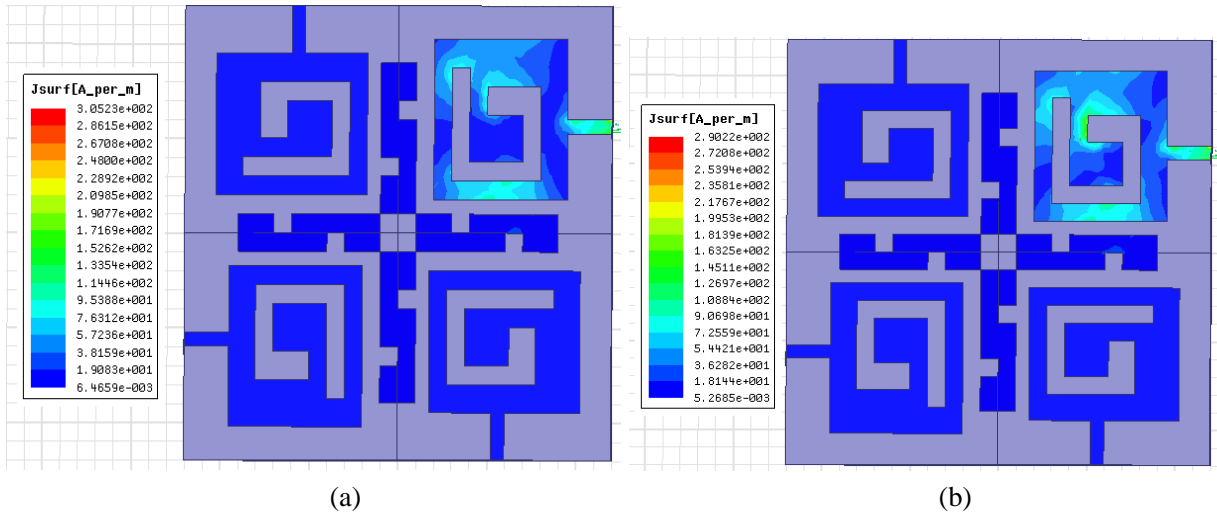 Jsurf[A_per_m]
3.0523e+002
2.8615e+002
2.6708e+002
2.4800e+002
2.2892e+002
2.0985e+002
1.9077e+002
1.7169e+002
1.5262e+002
1.3354e+002
1.1446e+002
9.5388e+001
7.6312e+001
5.7236e+001
3.8159e+001
1.9083e+001
6.4659e-003
(a)
Jsurf[A_per_m]
2.9022e+002
2.7208e+002
2.5394e+002
2.3581e+002
2.1767e+002
1.9953e+002
1.8139e+002
1.6325e+002
1.4511e+002
1.2697e+002
1.0884e+002
9.0698e+001
7.2559e+001
5.4421e+001
3.6282e+001
1.8144e+001
5.2685e-003
(b)